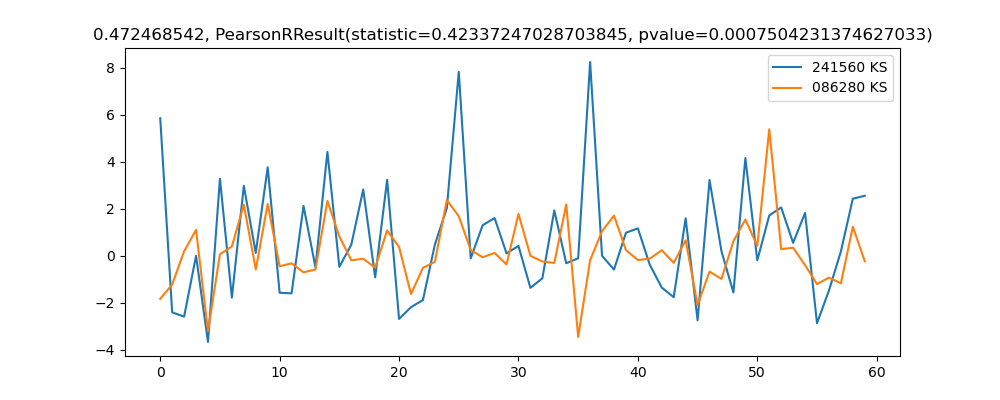 0.472468542, PearsonRResult(statistic=0.42337247028703845, pvalue=0.0007504231374627033)
241560 KS
086280 KS
8
6
4
2
0
−2
−4
0 10 20 30 40 50 60